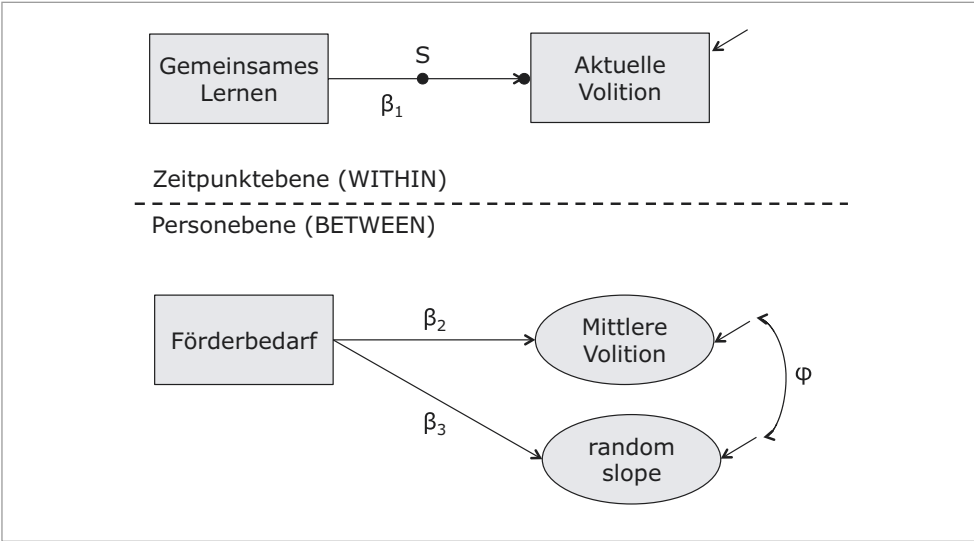 Gemeinsames
Lernen
S
β1
Aktuelle
Volition
Zeitpunktebene (WITHIN)
Personebene (BETWEEN)
Förderbedarf
β2
β3
Mittlere
Volition
random
slope
φ